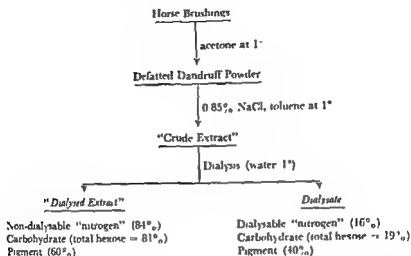 Horse Brushings
acetone at 1°
Defatted Dandruff Powder
0.85% NaCl, toluene at 1°
"Crude Extract"
Dialysis (water 1°)
"Dialysed Extract"
Non-dialysable "nitrogen" (84%)
Carbohydrate (total hexose = 81%)
Pigment (60%)
Dialysate
Dialysable "nitrogen" (16%)
Carbohydrate (total hexose = 19%)
Pigment (40%)